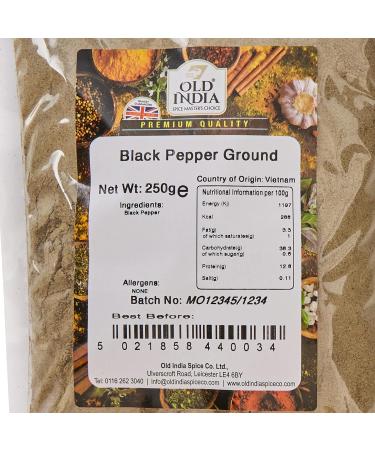 OLD
INDIA
SPICE MASTER'S CHOICE
PREMIUM QUALITY
Black Pepper Ground
Country of Origin: Vietnam
Net Wt: 250g℮
Ingredients:
Black Pepper
Nutritional Information per 100g
Energy (Kj) 1197
Kcal 286
Fat(g) 3.3
of which saturates(g) 1
Carbohydrate(g) 38.3
of which sugar(g) 0.6
Protein(g) 12.6
Salt(g) 0.11
Allergens:
NONE
Batch No: MO12345/1234
Best Before:
5 021858 440034
Old India Spice Co. Ltd.,
Ulverscroft Road, Leicester LE4 6BY
Tel: 0116 262 3040 | info@oldindiaspiceco.com | www.oldindiaspiceco.com